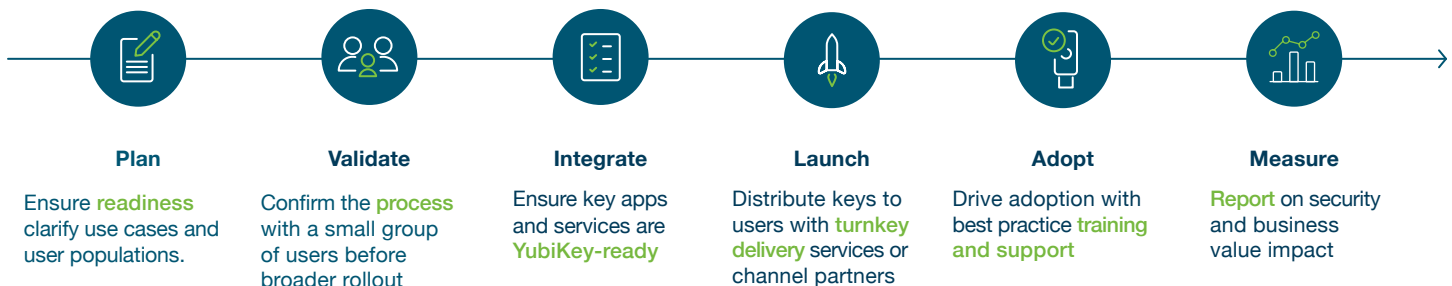 Plan
Ensure readiness
clarify use cases and
user populations.
Validate
Confirm the process
with a small group
of users before
broader rollout
Integrate
Ensure key apps
and services are
YubiKey-ready
Launch
Distribute keys to
users with turnkey
delivery services or
channel partners
Adopt
Drive adoption with
best practice training
and support
Measure
Report on security
and business
value impact